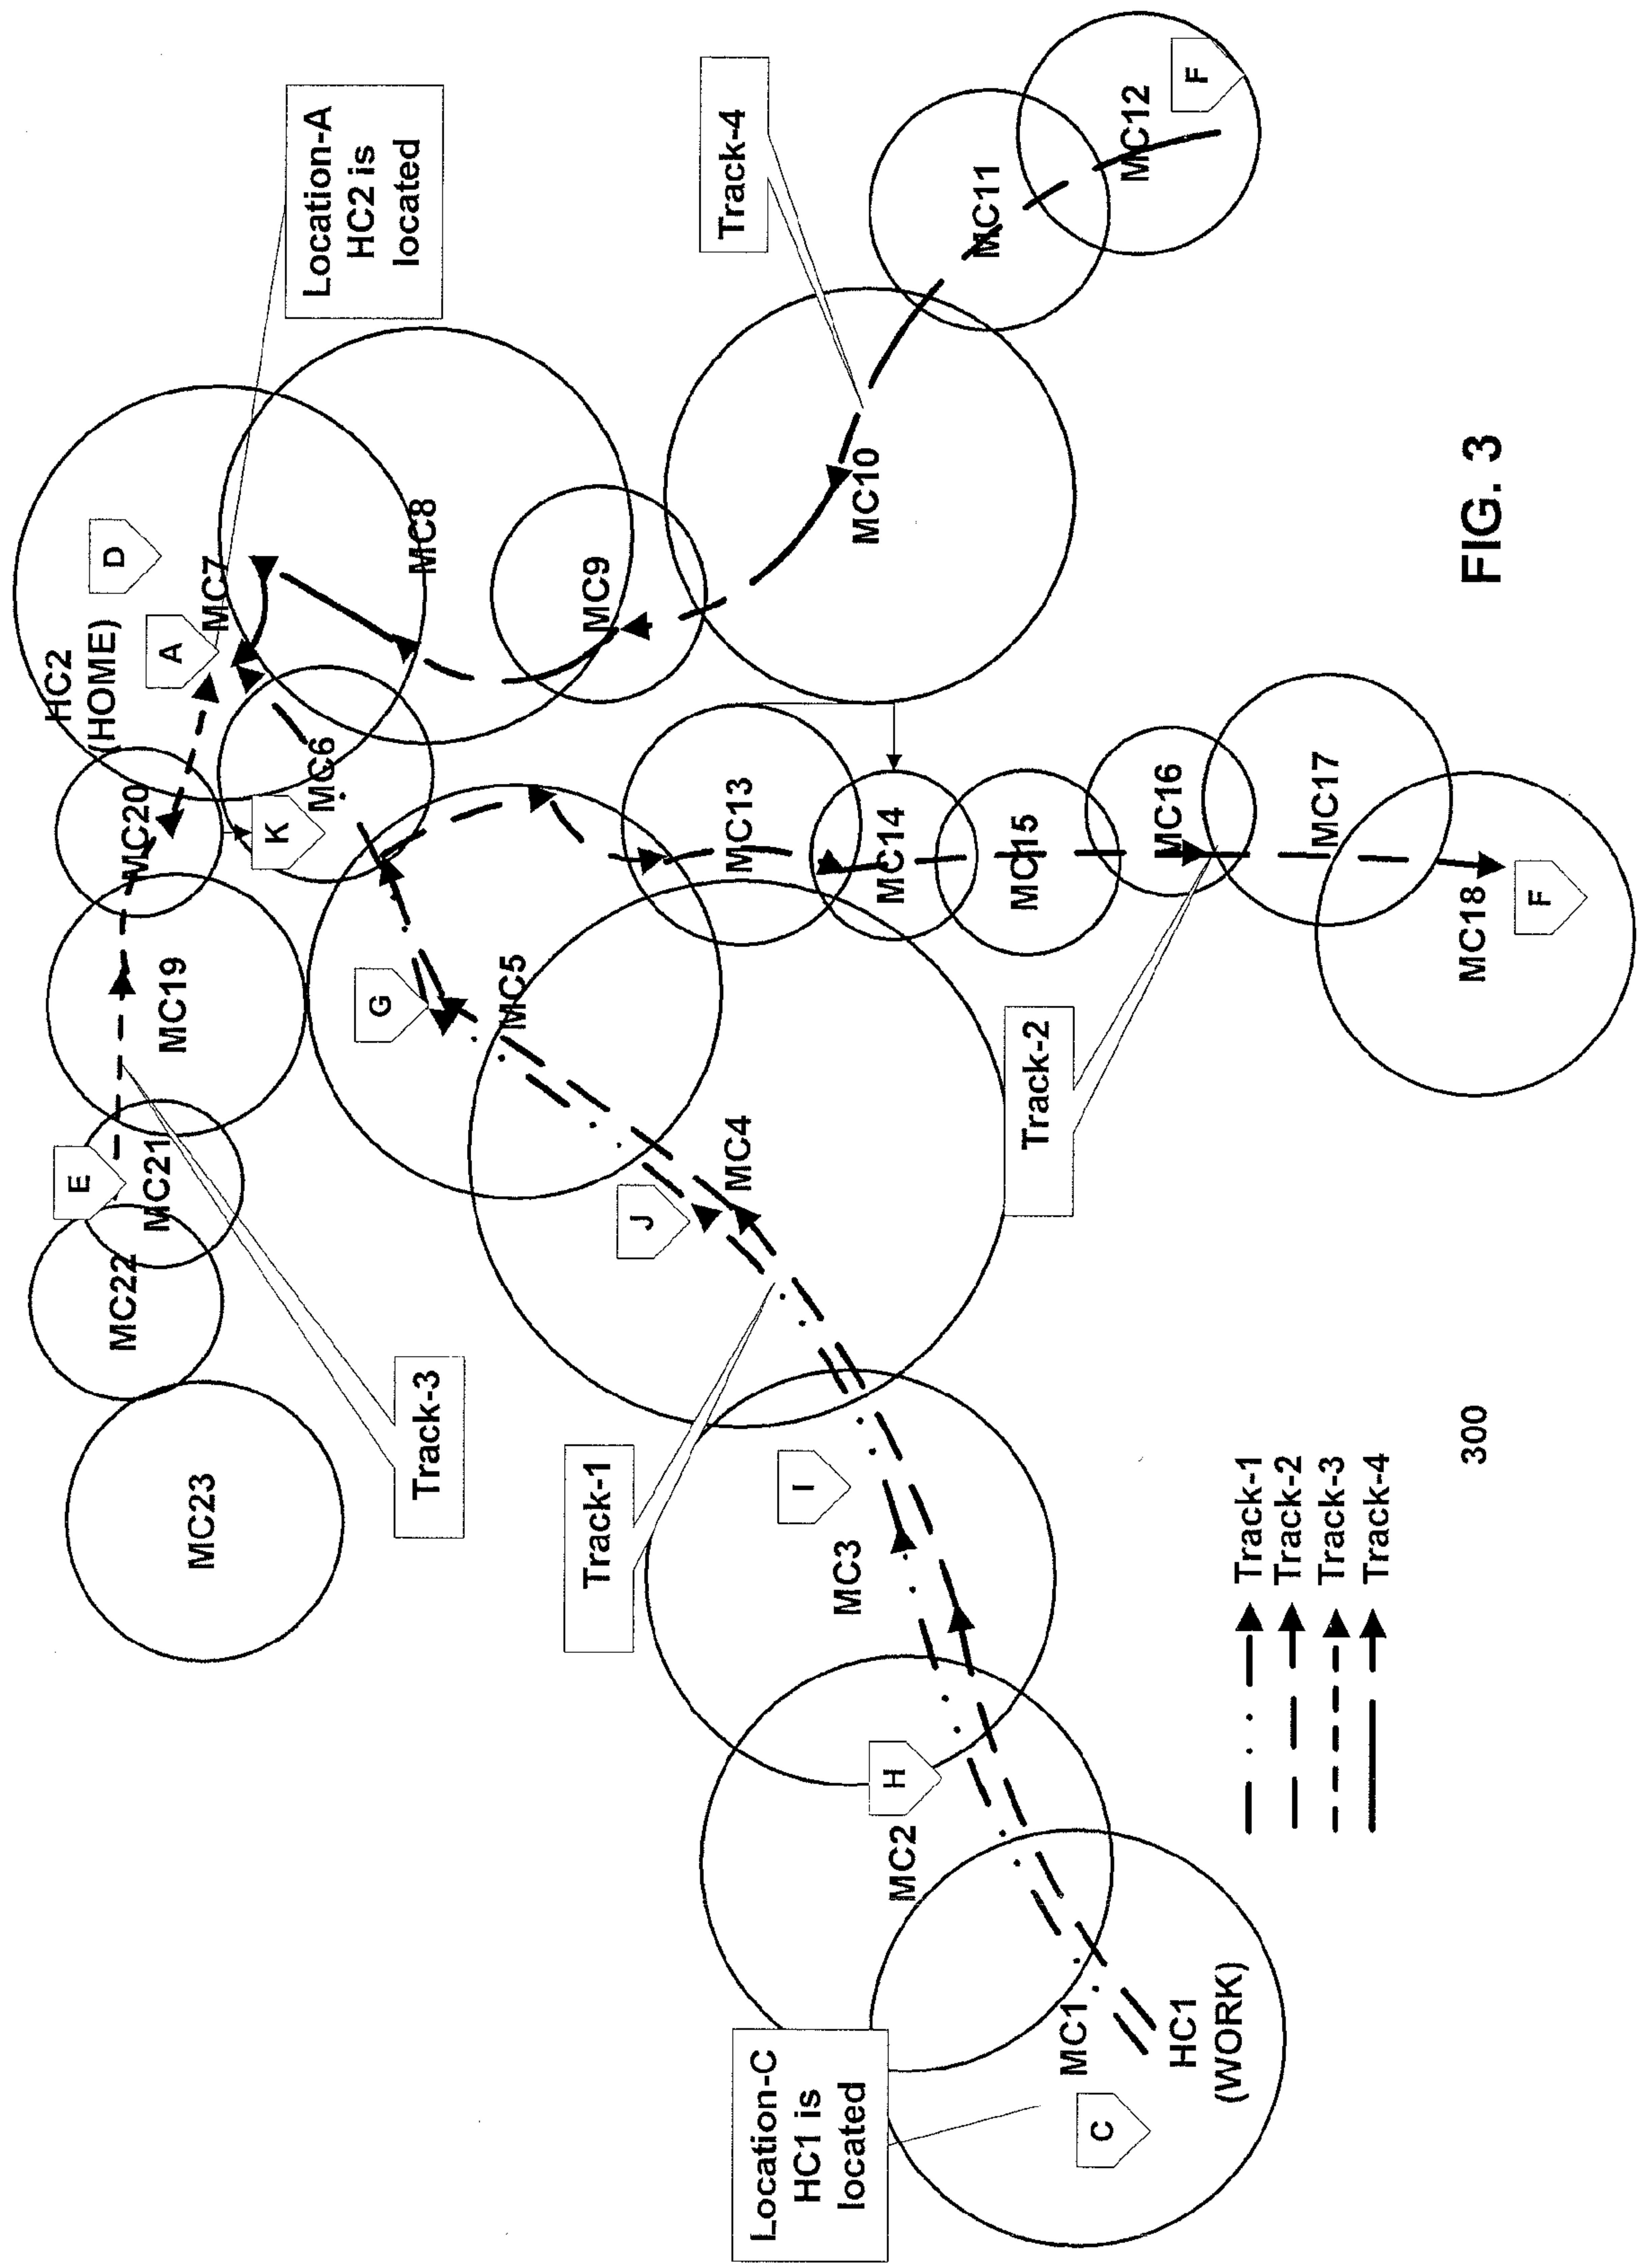 HC2
(HOME)
D
A
MC7
E
MC22
MC21
MC19
MC20
MC23
K
MC6
Location-A
HC2 is
located
G
MC5
MC8
Track-3
Track-1
J
MC4
MC9
MC13
Track-4
Location-C
HC1 is
located
I
MC3
H
MC2
MC14
MC10
MC11
MC15
Track-2
MC1
C
HC1
(WORK)
MC12
F
MC16
MC17
MC18
F
Track-1
Track-2
Track-3
Track-4
300
FIG. 3